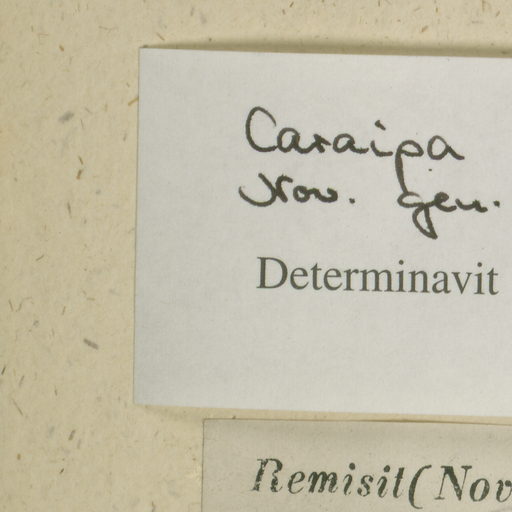 Caraipa
Nov. gen.
Determinavit
Remisit (Nov